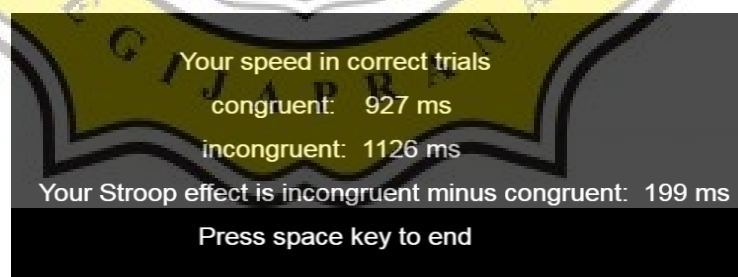 EGIJAPRANA
Your speed in correct trials
congruent: 927 ms
incongruent: 1126 ms
Your Stroop effect is incongruent minus congruent: 199 ms
Press space key to end